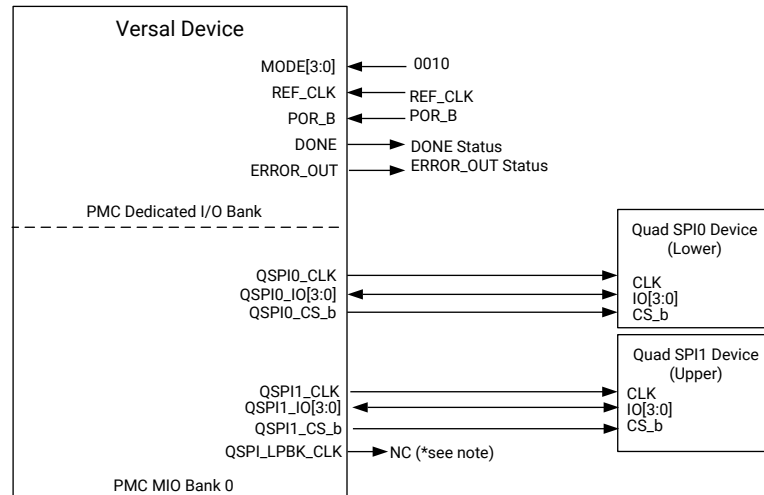 Versal Device
MODE[3:0]
0010
REF_CLK
REF_CLK
POR_B
POR_B
DONE
DONE Status
ERROR_OUT
ERROR_OUT Status
PMC Dedicated I/O Bank
Quad SPI0 Device
(Lower)
QSPI0_CLK
CLK
QSPI0_IO[3:0]
IO[3:0]
QSPI0_CS_b
CS_b
Quad SPI1 Device
(Upper)
QSPI1_CLK
CLK
QSPI1_IO[3:0]
IO[3:0]
QSPI1_CS_b
CS_b
QSPI_LPBK_CLK
NC (*see note)
PMC MIO Bank 0